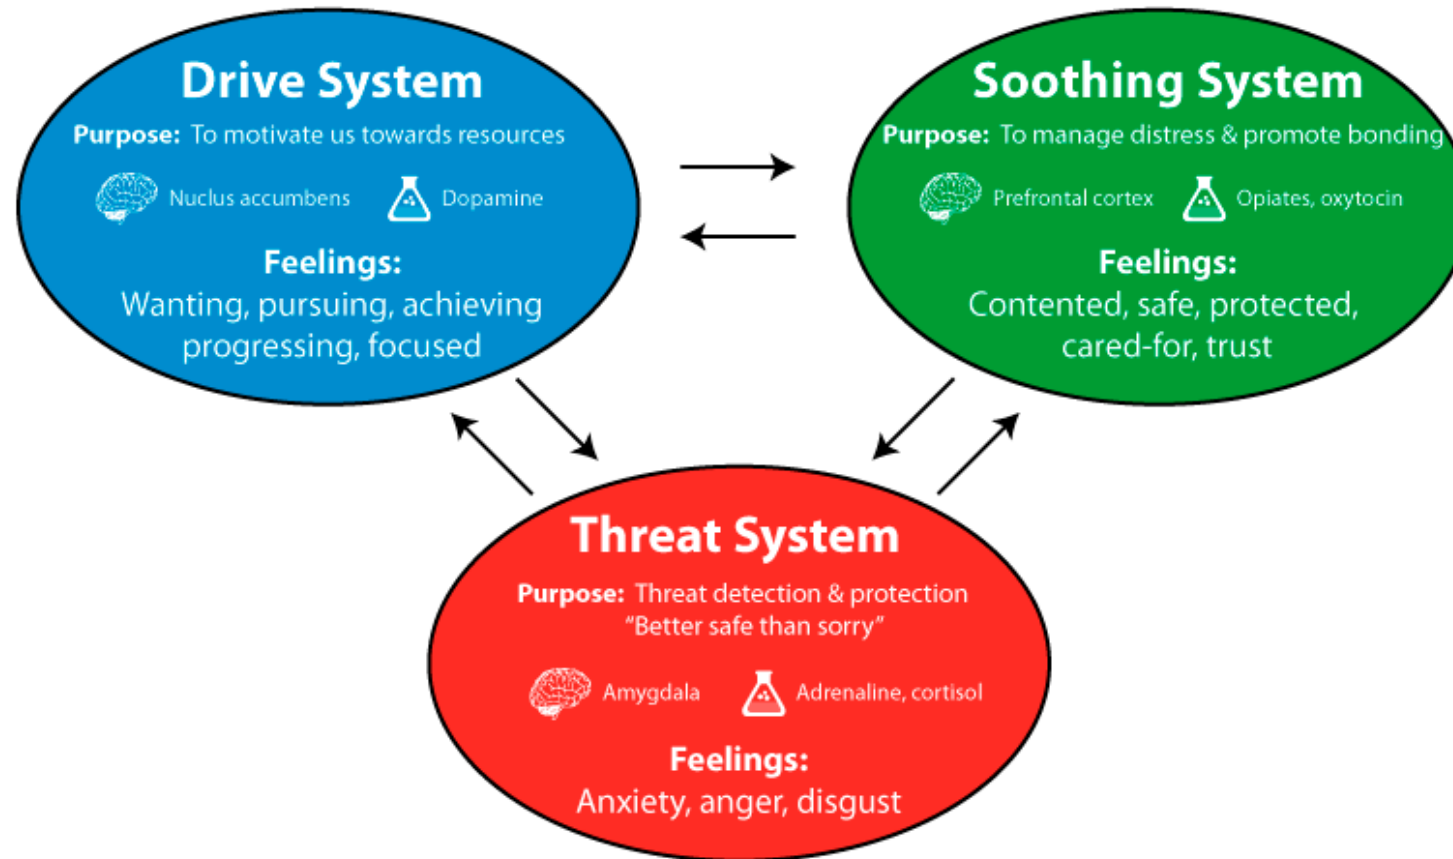 Drive System
Purpose: To motivate us towards resources
Nuclus accumbens
Dopamine
Feelings:
Wanting, pursuing, achieving
progressing, focused
Soothing System
Purpose: To manage distress & promote bonding
Prefrontal cortex
Opiates, oxytocin
Feelings:
Contented, safe, protected,
cared-for, trust
Threat System
Purpose: Threat detection & protection
“Better safe than sorry”
Amygdala
Adrenaline, cortisol
Feelings:
Anxiety, anger, disgust